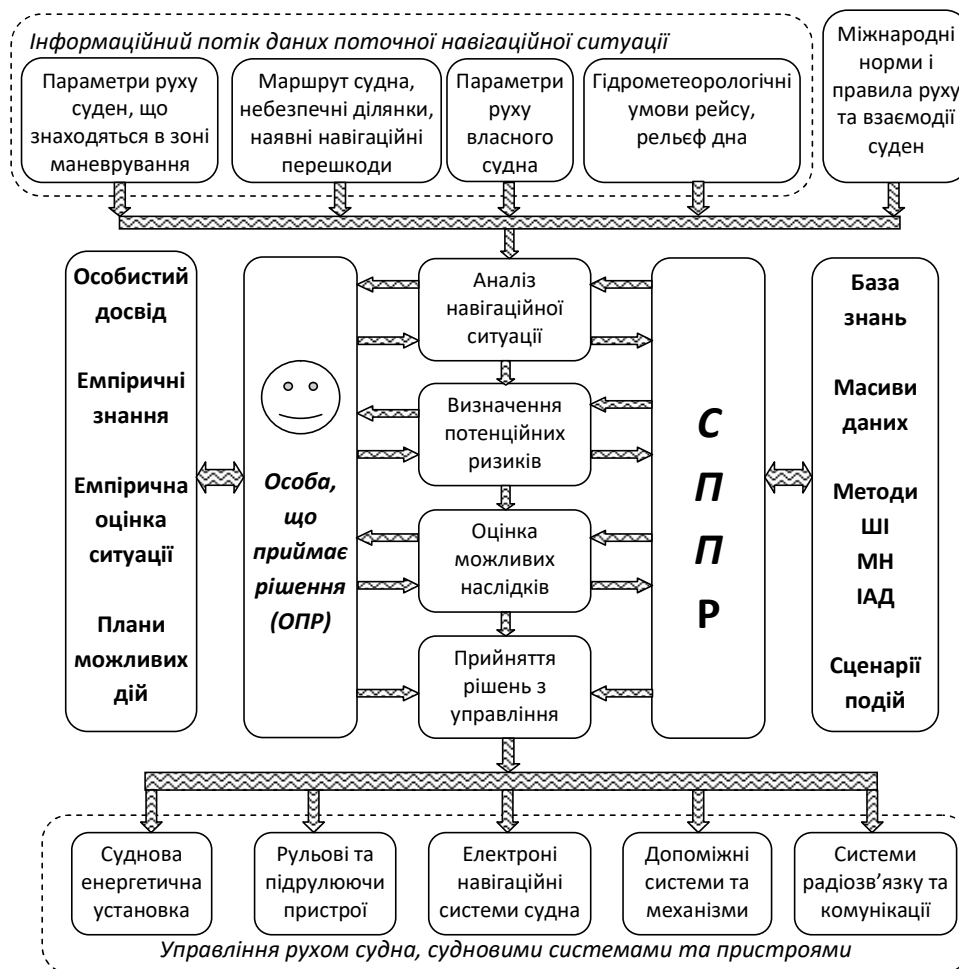 Інформаційний потік даних поточної навігаційної ситуації
Параметри руху
суден, що
знаходяться в зоні
маневрування
Маршрут судна,
небезпечні ділянки,
наявні навігаційні
перешкоди
Параметри
руху
власного
судна
Гідрометеорологічні
умови рейсу,
рельєф дна
Міжнародні
норми і
правила руху
та взаємодії
суден
Особистий
досвід
Емпіричні
знання
Емпірична
оцінка
ситуації
Плани
можливих
дій
Особа,
що
приймає
рішення
(ОПР)
Аналіз
навігаційної
ситуації
Визначення
потенційних
ризиків
Оцінка
можливих
наслідків
Прийняття
рішень з
управління
С
П
П
Р
База
знань
Масиви
даних
Методи
ШІ
МН
ІАД
Сценарії
подій
Суднова
енергетична
установка
Рульові та
підрулюючи
пристрої
Електроні
навігаційні
системи судна
Допоміжні
системи та
механізми
Системи
радіозв’язку та
комунікації
Управління рухом судна, судновими системами та пристроями